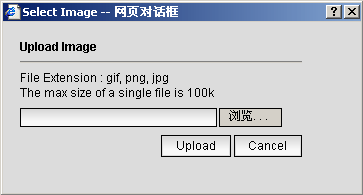 Select Image -- 网页对话框
Upload Image
File Extension : gif, png, jpg
The max size of a single file is 100k
浏览...
Upload Cancel